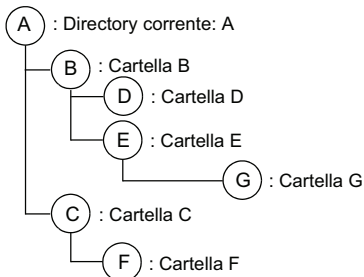 A : Directory corrente: A
B : Cartella B
D : Cartella D
E : Cartella E
G : Cartella G
C : Cartella C
F : Cartella F